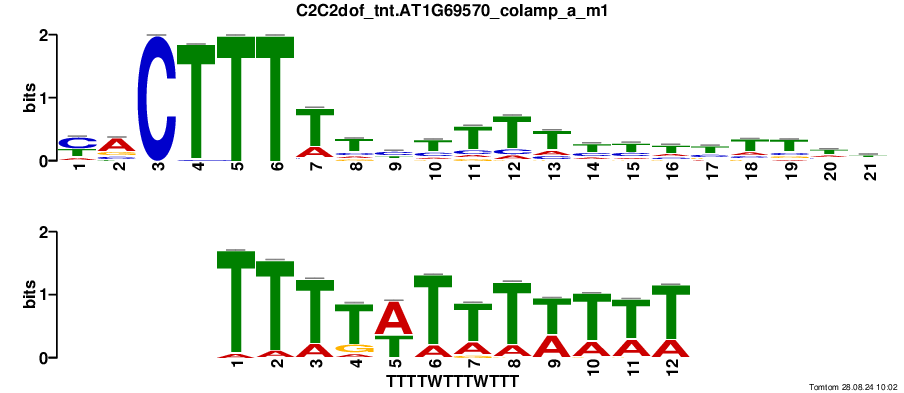 C2C2dof_tnt.AT1G69570_colamp_a_m1
2
bits
1
0
1 2 3 4 5 6 7 8 9 10 11 12 13 14 15 16 17 18 19 20 21
2
bits
1
0
1 2 3 4 5 6 7 8 9 10 11 12
TTTTWTTTWTTT
Tomtom 28.08.24 10:02